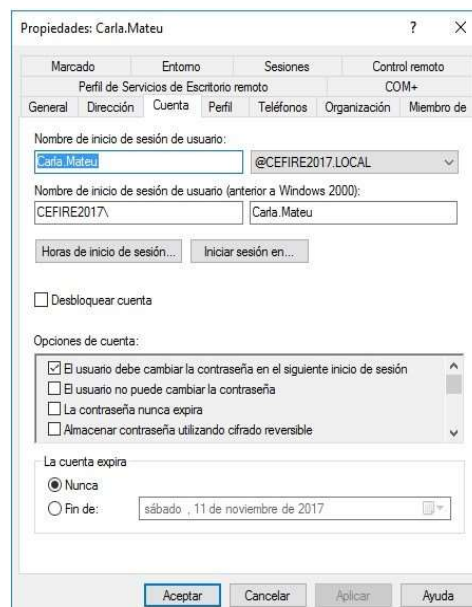 Propiedades: Carla.Mateu ? ×
Marcado Entorno Sesiones Control remoto
Perfil de Servicios de Escritorio remoto COM+
General Dirección Cuenta Perfil Teléfonos Organización Miembro de
Nombre de inicio de sesión de usuario:
Carla.Mateu @CEFIRE2017.LOCAL
Nombre de inicio de sesión de usuario (anterior a Windows 2000):
CEFIRE2017\ Carla.Mateu
Horas de inicio de sesión... Iniciar sesión en...
Desbloquear cuenta
Opciones de cuenta:
El usuario debe cambiar la contraseña en el siguiente inicio de sesión
El usuario no puede cambiar la contraseña
La contraseña nunca expira
Almacenar contraseña utilizando cifrado reversible
La cuenta expira
Nunca
Fin de: sábado , 11 de noviembre de 2017
Aceptar Cancelar Aplicar Ayuda